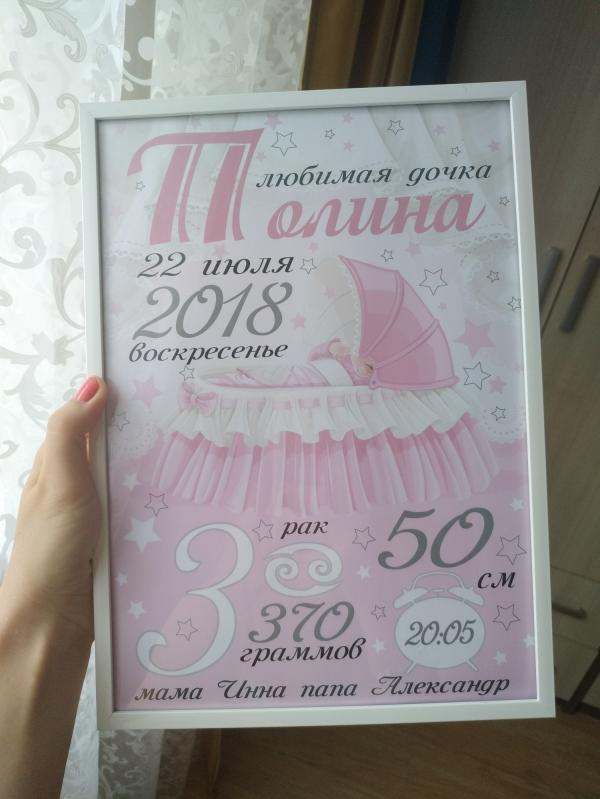 любимая дочка
Полина
22 июля
2018
воскресенье
3 рак
370
граммов
50
см
20:05
мама Инна папа Александр